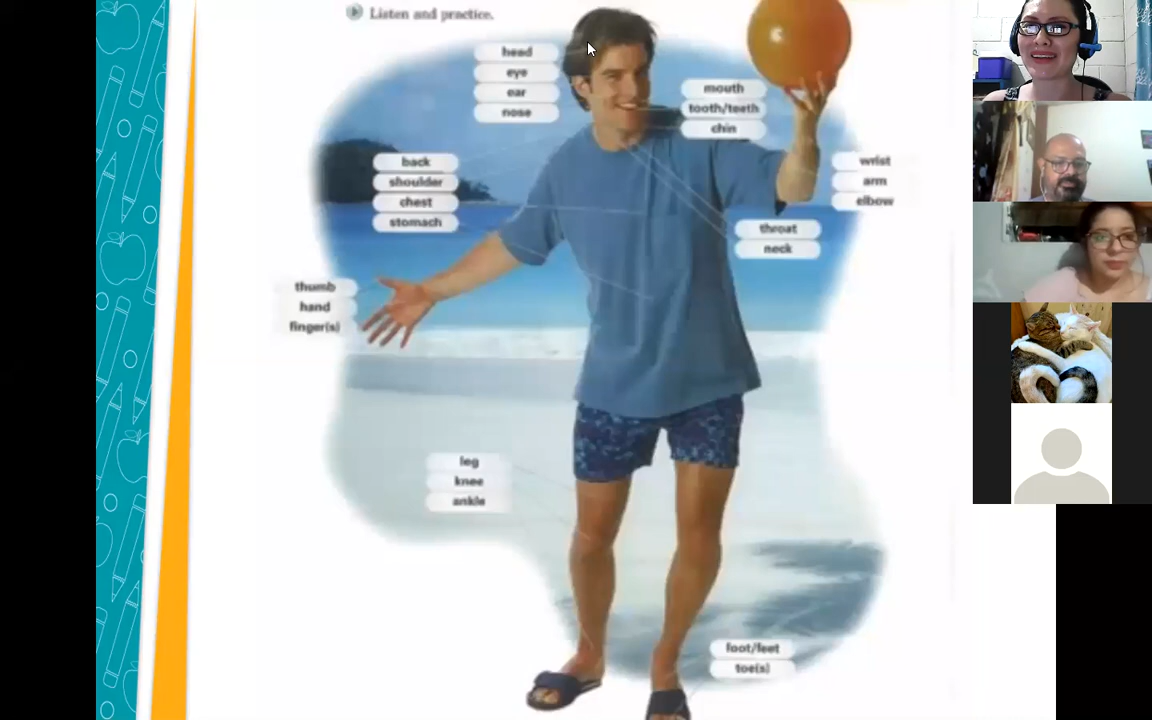 Listen and practice.
head
eye
ear
nose
mouth
tooth/teeth
chin
back
shoulder
chest
stomach
wrist
arm
elbow
throat
neck
thumb
hand
finger(s)
leg
knee
ankle
foot/feet
toe(s)